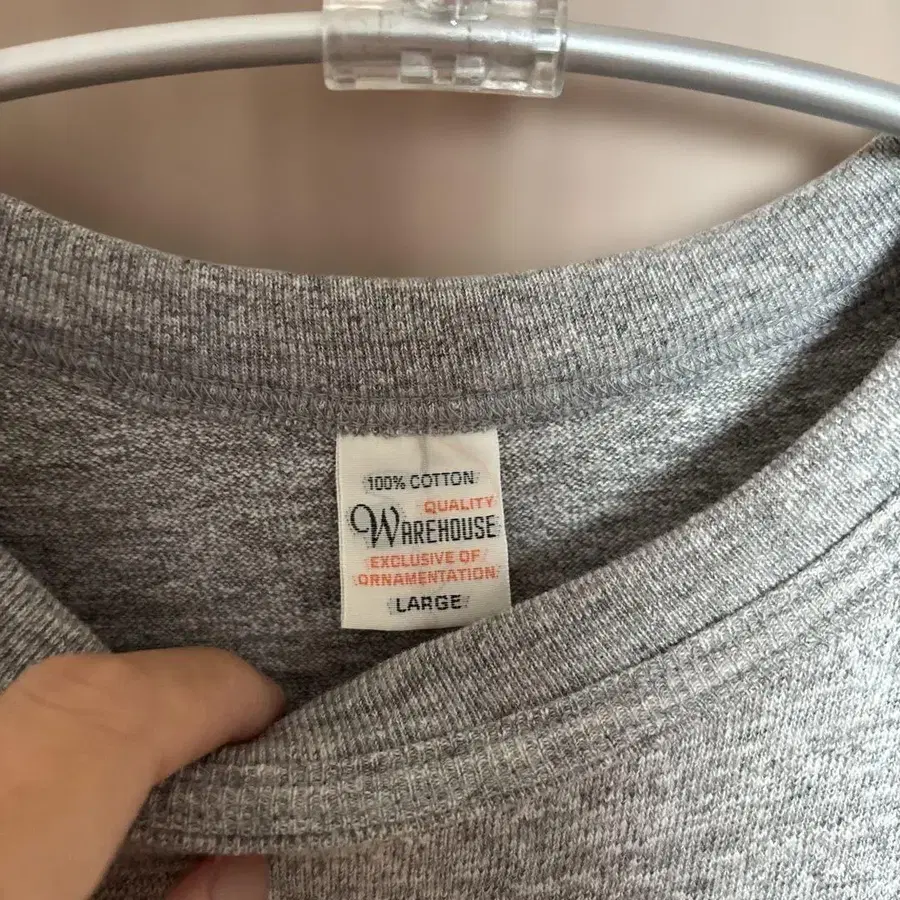 100% COTTON
QUALITY
WAREHOUSE
EXCLUSIVE OF
ORNAMENTATION
LARGE